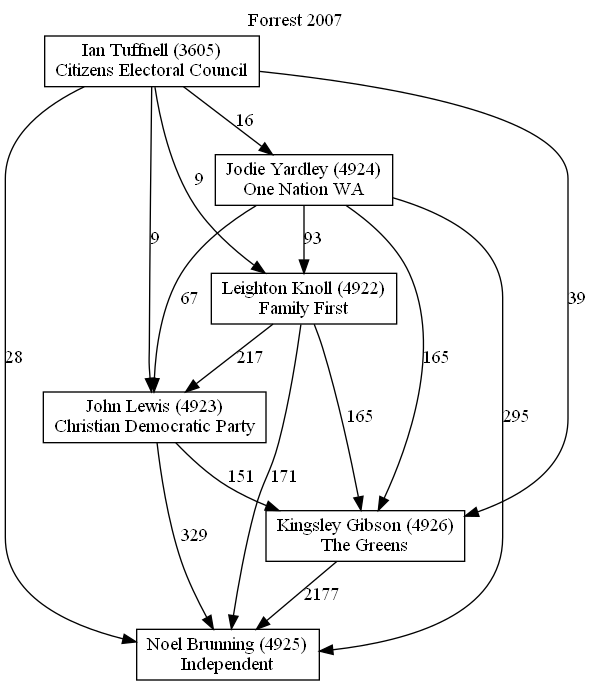 Forrest 2007
Ian Tuffnell (3605)
Citizens Electoral Council
16
Jodie Yardley (4924)
One Nation WA
9
9
93
39
Leighton Knoll (4922)
Family First
67
28
217
165
John Lewis (4923)
Christian Democratic Party
165
295
151
171
Kingsley Gibson (4926)
The Greens
329
2177
Noel Brunning (4925)
Independent